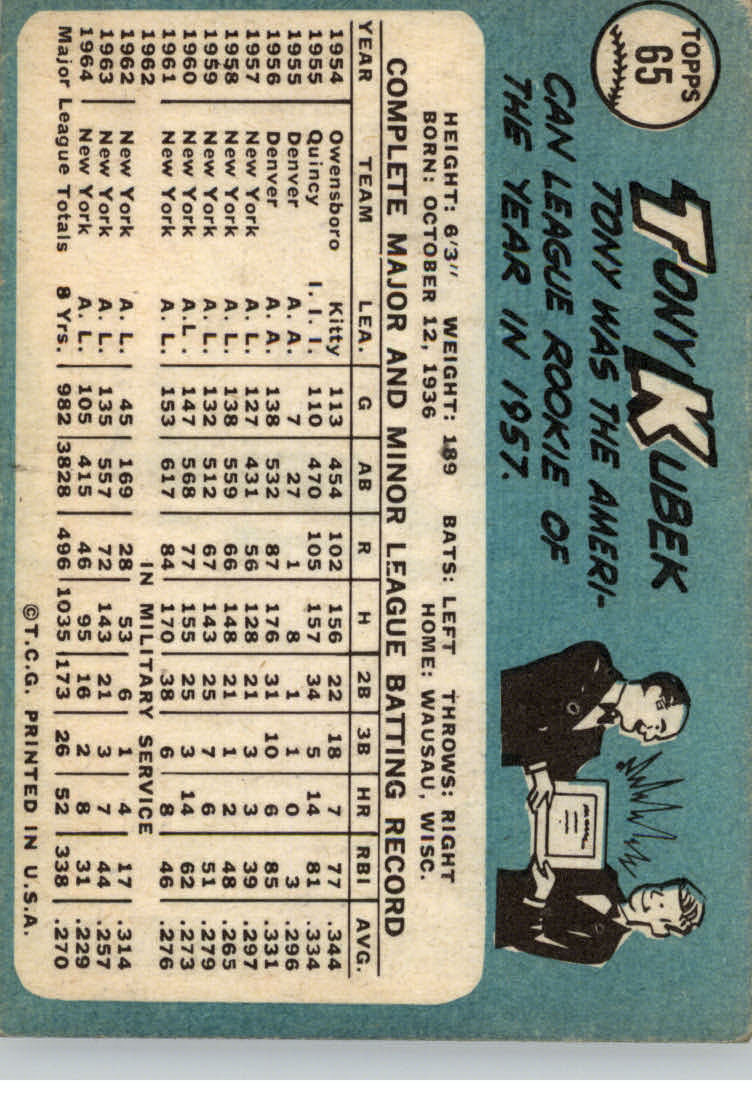 TOPPS
65
TONY KUBEK
TONY WAS THE AMERI-
CAN LEAGUE ROOKIE OF
THE YEAR IN 1957.
HEIGHT: 6'3" WEIGHT: 189 BATS: LEFT THROWS: RIGHT
BORN: OCTOBER 12, 1936 HOME: WAUSAU, WISC.
COMPLETE MAJOR AND MINOR LEAGUE BATTING RECORD
YEAR TEAM LEA. G AB R H 2B 3B HR RBI AVG.
1954 Owensboro Kitty 113 454 102 156 22 18 7 77 .344
1955 Quincy I. I. I. 110 470 105 157 34 5 14 81 .334
1955 Denver A. A. 7 27 1 8 1 1 0 3 .296
1956 Denver A. A. 138 532 87 176 31 10 6 85 .331
1957 New York A. L. 127 431 56 128 21 3 3 39 .297
1958 New York A. L. 138 559 66 148 21 1 2 48 .265
1959 New York A. L. 132 512 67 143 25 7 6 51 .279
1960 New York A. L. 147 568 77 155 25 3 14 62 .273
1961 New York A. L. 153 617 84 170 38 6 8 46 .276
1962 IN MILITARY SERVICE
1962 New York A. L. 45 169 28 53 6 1 4 17 .314
1963 New York A. L. 135 557 72 143 21 3 7 44 .257
1964 New York A. L. 105 415 46 95 16 2 8 31 .229
Major League Totals 8 Yrs. 982 3828 496 1035 173 26 52 338 .270
©T.C.G. PRINTED IN U.S.A.